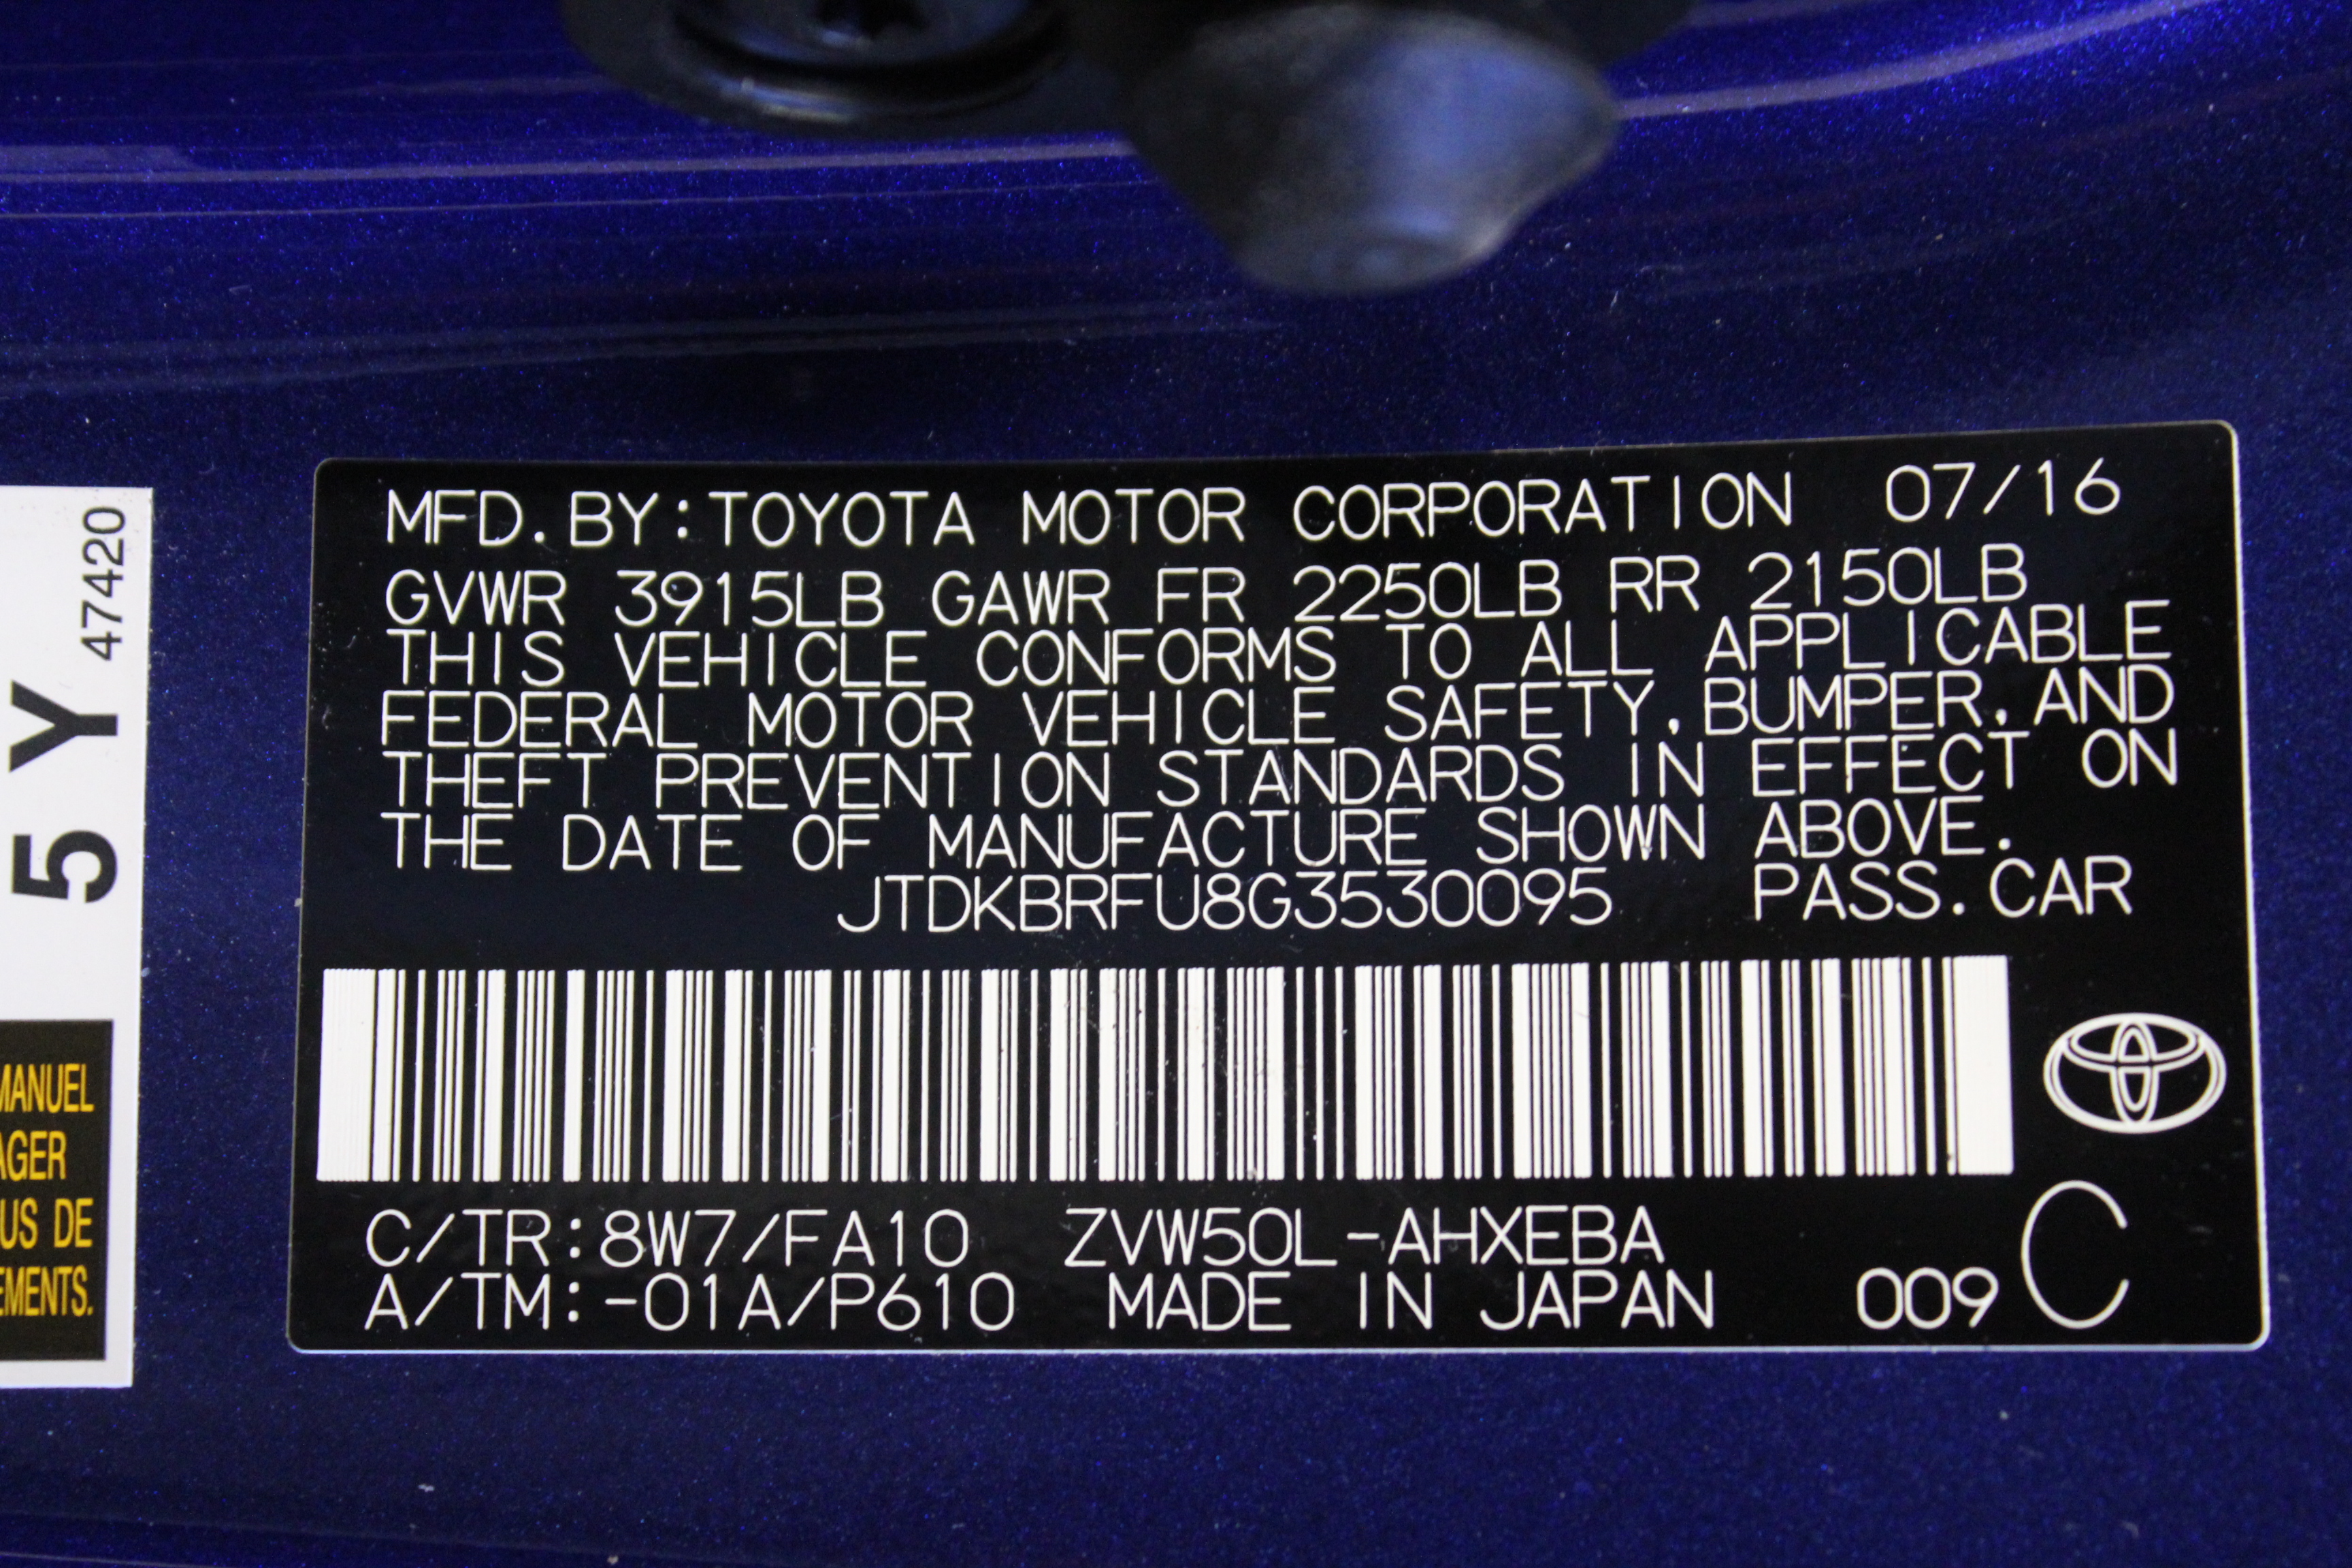 MFD.BY:TOYOTA MOTOR CORPORATION 07/16
GVWR 3915LB GAWR FR 2250LB RR 2150LB
THIS VEHICLE CONFORMS TO ALL APPLICABLE
FEDERAL MOTOR VEHICLE SAFETY,BUMPER,AND
THEFT PREVENTION STANDARDS IN EFFECT ON
THE DATE OF MANUFACTURE SHOWN ABOVE.
JTDKBRFU8G3530095 PASS.CAR
C/TR:8W7/FA10 ZVW50L-AHXEBA
A/TM:-01A/P610 MADE IN JAPAN 009 C
5Y 47420
MANUEL
US DE